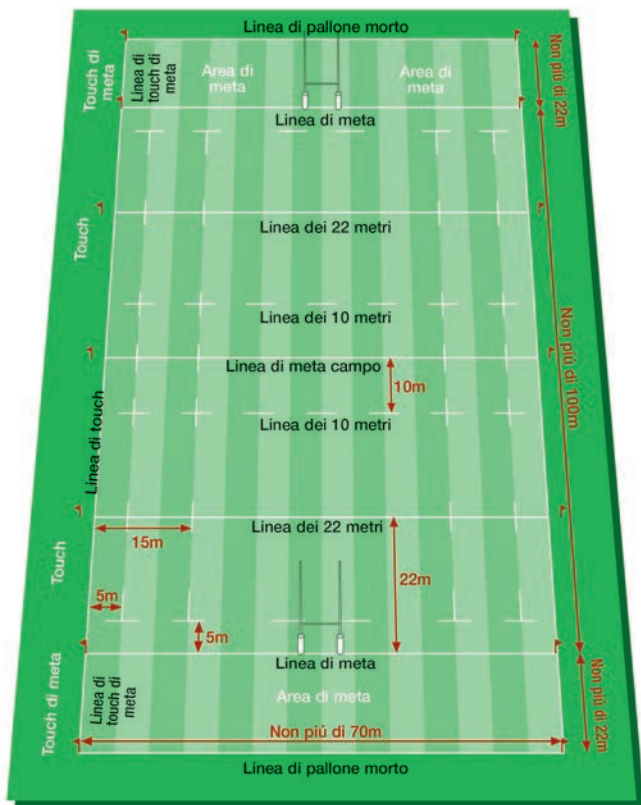 Linea di pallone morto
Touch di
meta
Linea di
touch di
meta
Area di
meta
Area di
meta
Non piú di 22m
Linea di meta
Linea dei 22 metri
Touch
Linea dei 10 metri
Linea di meta campo
10m
Non piú di 100m
Linea dei 10 metri
Linea di touch
Linea dei 22 metri
15m
22m
Touch
5m
5m
Linea di meta
Touch di meta
Linea di
touch di
meta
Area di meta
Non piú di 22m
Non piú di 70m
Linea di pallone morto